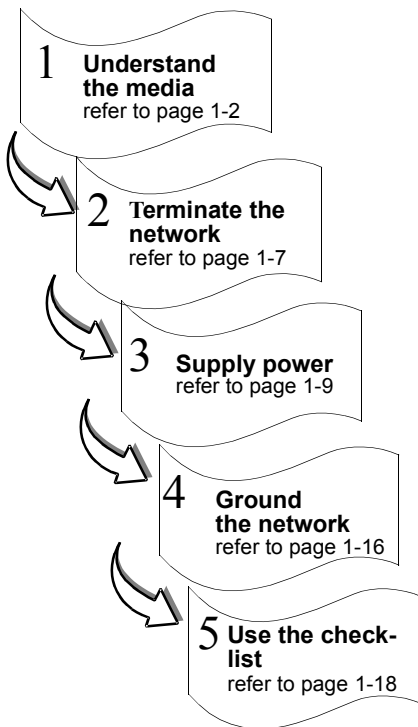 1 Understand
the media
refer to page 1-2
2 Terminate the
network
refer to page 1-7
3 Supply power
refer to page 1-9
4 Ground
the network
refer to page 1-16
5 Use the check-
list
refer to page 1-18